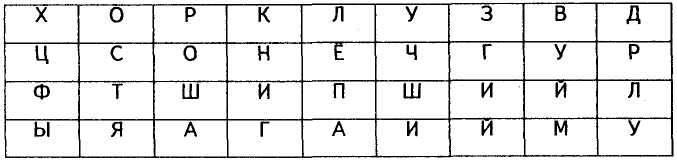 Х О Р К Л У З В Д
Ц С О Н Ё Ч Г У Р
Ф Т Ш И П Ш И Й Л
Ы Я А Г А И Й М У